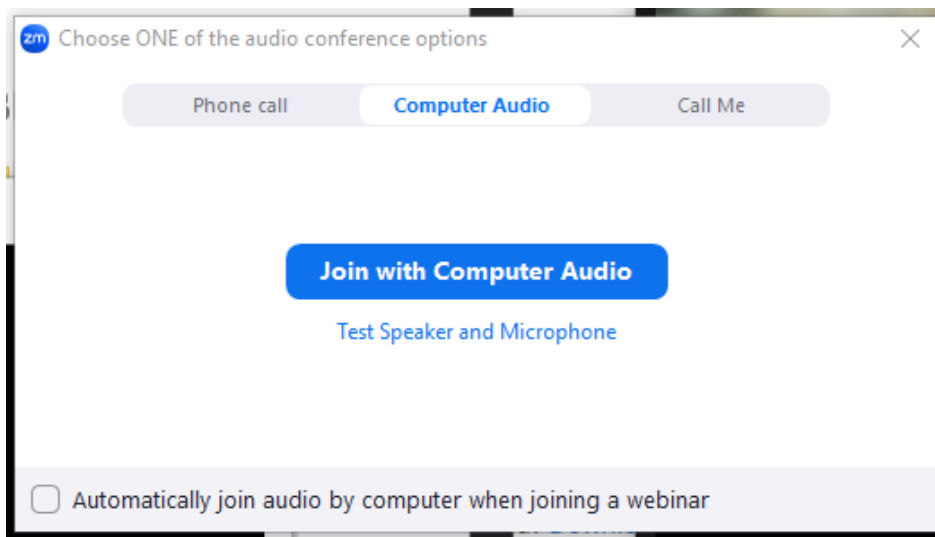 zm Choose ONE of the audio conference options
Phone call Computer Audio Call Me
Join with Computer Audio
Test Speaker and Microphone
Automatically join audio by computer when joining a webinar